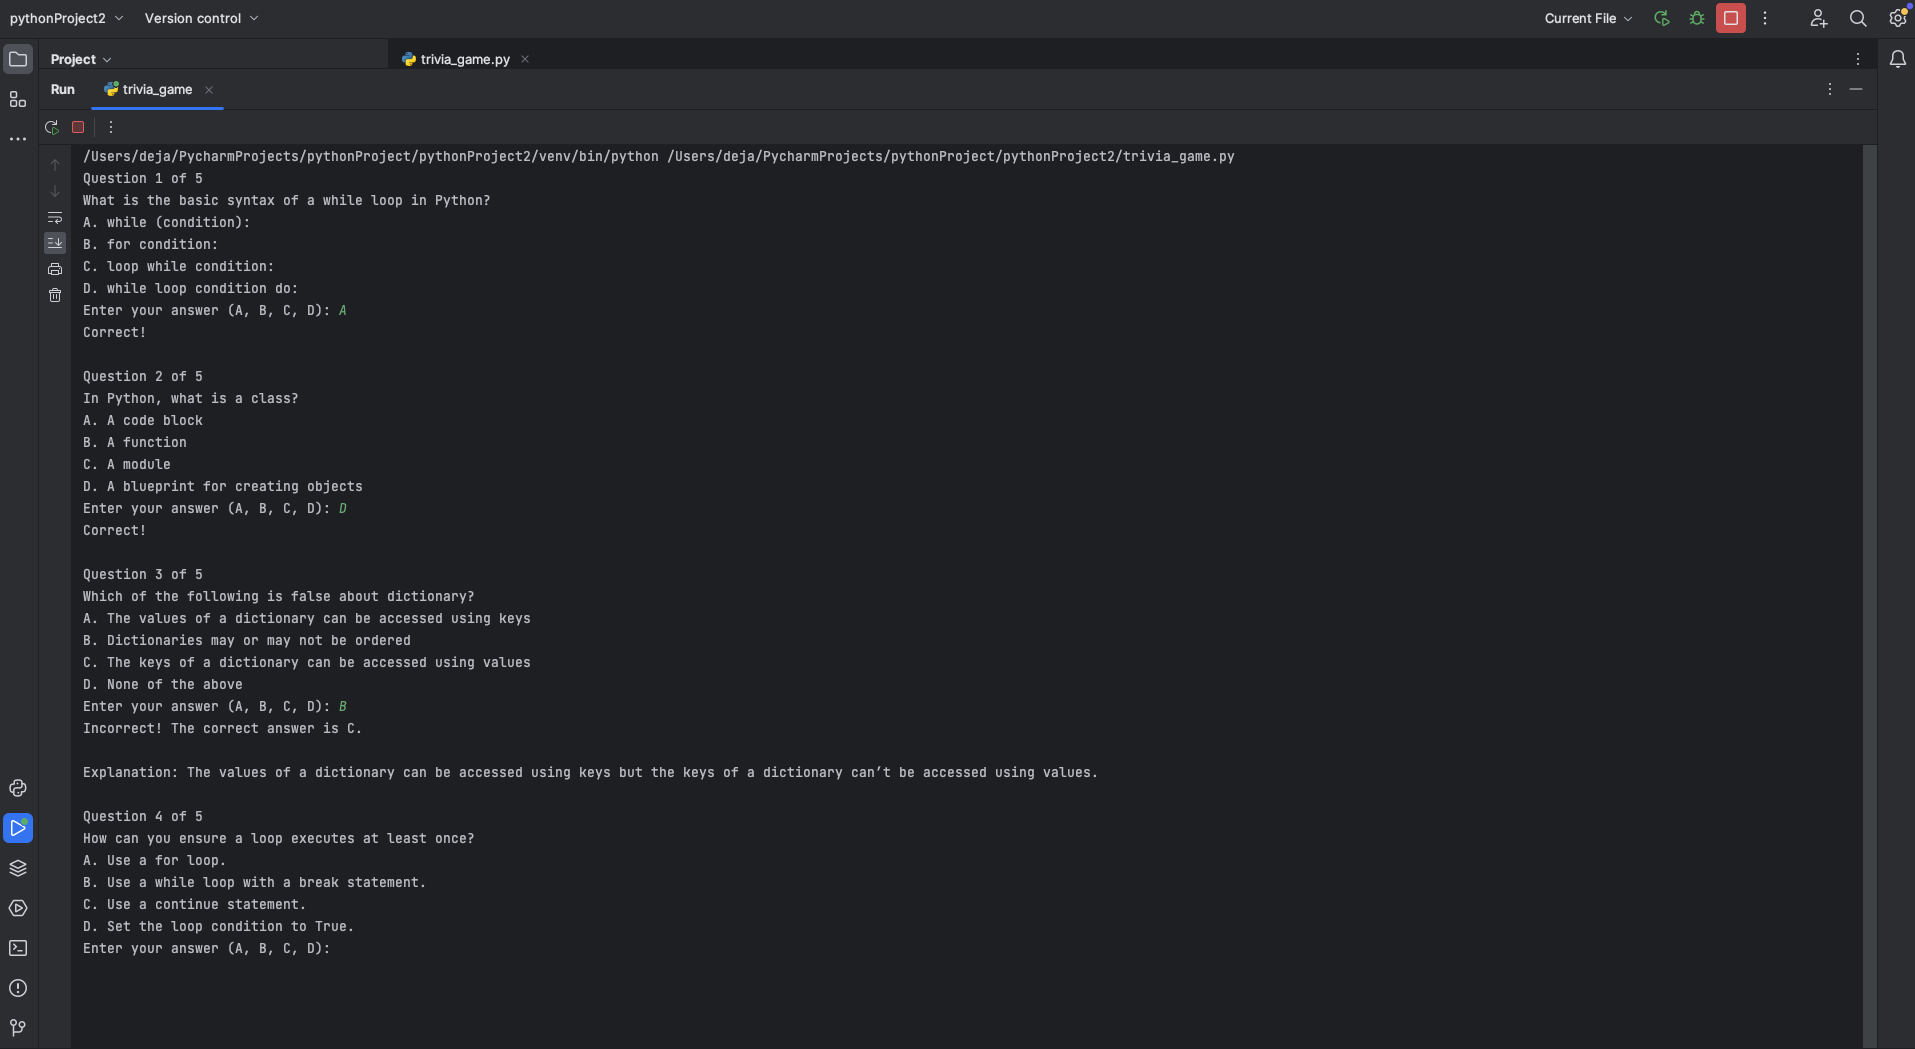 pythonProject2 Version control Current File
Project trivia_game.py
Run trivia_game
/Users/deja/PycharmProjects/pythonProject/pythonProject2/venv/bin/python /Users/deja/PycharmProjects/pythonProject/pythonProject2/trivia_game.py
Question 1 of 5
What is the basic syntax of a while loop in Python?
A. while (condition):
B. for condition:
C. loop while condition:
D. while loop condition do:
Enter your answer (A, B, C, D): A
Correct!
Question 2 of 5
In Python, what is a class?
A. A code block
B. A function
C. A module
D. A blueprint for creating objects
Enter your answer (A, B, C, D): D
Correct!
Question 3 of 5
Which of the following is false about dictionary?
A. The values of a dictionary can be accessed using keys
B. Dictionaries may or may not be ordered
C. The keys of a dictionary can be accessed using values
D. None of the above
Enter your answer (A, B, C, D): B
Incorrect! The correct answer is C.
Explanation: The values of a dictionary can be accessed using keys but the keys of a dictionary can’t be accessed using values.
Question 4 of 5
How can you ensure a loop executes at least once?
A. Use a for loop.
B. Use a while loop with a break statement.
C. Use a continue statement.
D. Set the loop condition to True.
Enter your answer (A, B, C, D):